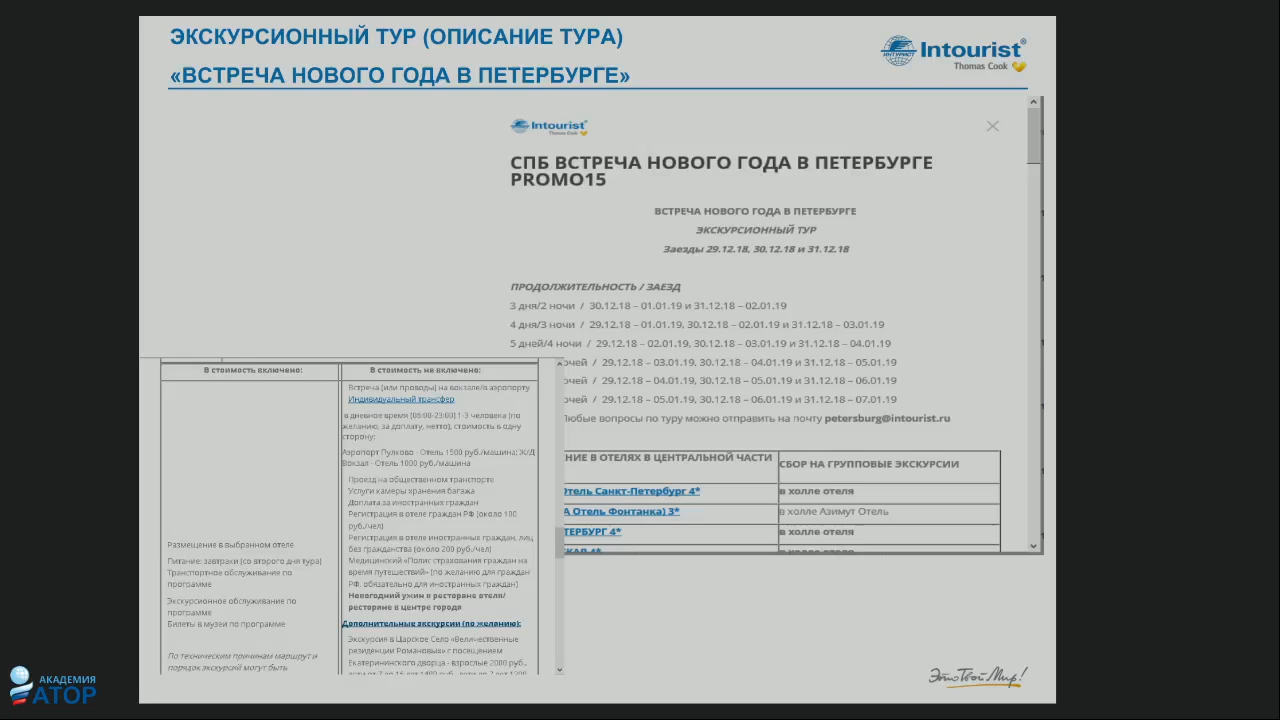 ЭКСКУРСИОННЫЙ ТУР (ОПИСАНИЕ ТУРА)
«ВСТРЕЧА НОВОГО ГОДА В ПЕТЕРБУРГЕ»
ИНТУРИСТ
Intourist®
Thomas Cook
Intourist
Thomas Cook
СПБ ВСТРЕЧА НОВОГО ГОДА В ПЕТЕРБУРГЕ
PROMO15
ВСТРЕЧА НОВОГО ГОДА В ПЕТЕРБУРГЕ
ЭКСКУРСИОННЫЙ ТУР
Заезды 29.12.18, 30.12.18 и 31.12.18
ПРОДОЛЖИТЕЛЬНОСТЬ / ЗАЕЗД
3 дня/2 ночи / 30.12.18 – 01.01.19 и 31.12.18 – 02.01.19
4 дня/3 ночи / 29.12.18 – 01.01.19, 30.12.18 – 02.01.19 и 31.12.18 – 03.01.19
5 дней/4 ночи / 29.12.18 – 02.01.19, 30.12.18 – 03.01.19 и 31.12.18 – 04.01.19
очей / 29.12.18 – 03.01.19, 30.12.18 – 04.01.19 и 31.12.18 – 05.01.19
очей / 29.12.18 – 04.01.19, 30.12.18 – 05.01.19 и 31.12.18 – 06.01.19
очей / 29.12.18 – 05.01.19, 30.12.18 – 06.01.19 и 31.12.18 – 07.01.19
Любые вопросы по туру можно отправить на почту petersburg@intourist.ru
НИЕ В ОТЕЛЯХ В ЦЕНТРАЛЬНОЙ ЧАСТИ СБОР НА ГРУППОВЫЕ ЭКСКУРСИИ
Отель Санкт-Петербург 4* в холле отеля
А Отель Фонтанка) 3* в холле Азимут Отель
ТЕРБУРГ 4* в холле отеля
СКАЯ 4* в холле отеля
В стоимость включено:
Размещение в выбранном отеле
Питание: завтраки (со второго дня тура)
Транспортное обслуживание по
программе
Экскурсионное обслуживание по
программе
Билеты в музеи по программе
По техническим причинам маршрут и
порядок экскурсий могут быть
В стоимость не включено:
Встреча (или проводы) на вокзале/в аэропорту
Индивидуальный трансфер
в дневное время (06:00-23:00) 1-3 человека (по
желанию, за доплату, нетто), стоимость в одну
сторону:
Аэропорт Пулково - Отель 1500 руб./машина; Ж/Д
Вокзал - Отель 1000 руб./машина
Проезд на общественном транспорте
Услуги камеры хранения багажа
Доплата за иностранных граждан
Регистрация в отеле граждан РФ (около 100
руб./чел)
Регистрация в отеле иностранных граждан, лиц
без гражданства (около 200 руб./чел)
Медицинский «Полис страхования граждан на
время путешествий» (по желанию для граждан
РФ, обязательно для иностранных граждан)
Новогодний ужин в ресторане отеля/
ресторане в центре города
Дополнительные экскурсии (по желанию):
Экскурсия в Царское Село «Величественные
резиденции Романовых» с посещением
Екатерининского дворца - взрослые 2000 руб.,
Это Твой Мир!
АКАДЕМИЯ
АТОР